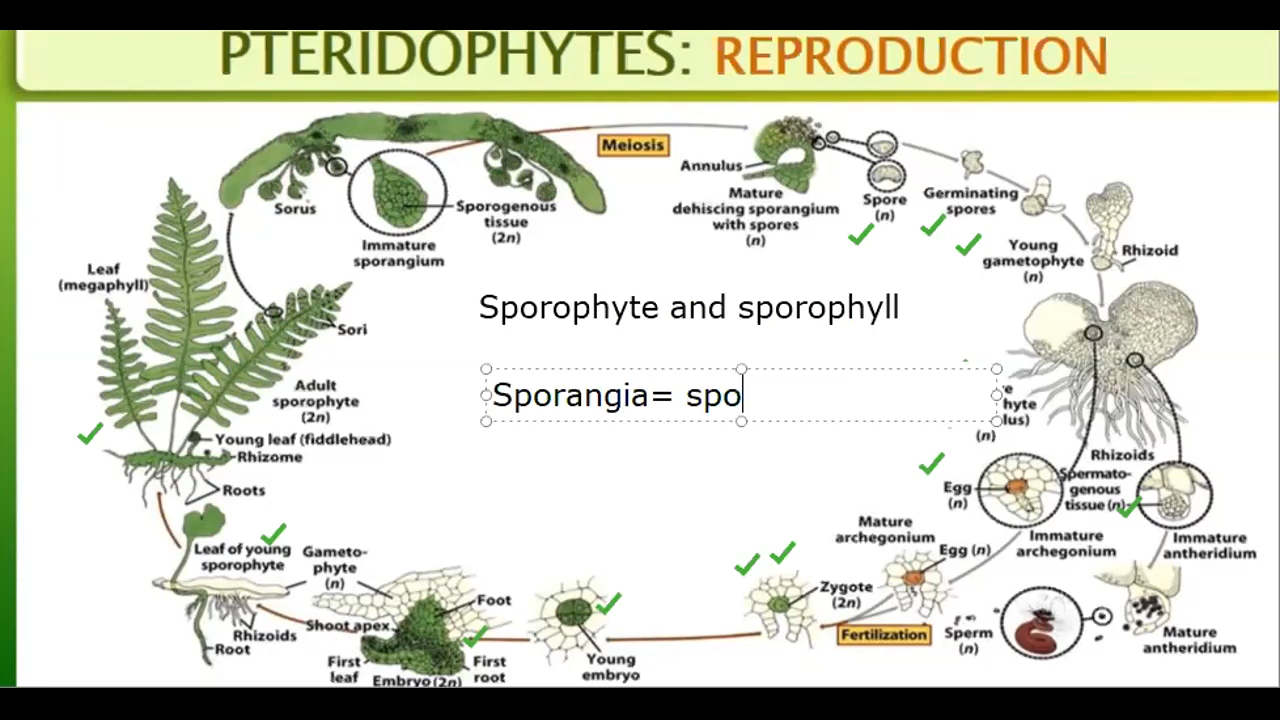 PTERIDOPHYTES: REPRODUCTION
Meiosis
Annulus
Mature
dehiscing sporangium
with spores
(n)
Spore
(n)
Germinating
spores
Young
gametophyte
(n)
Rhizoid
Sorus
Sporogenous
tissue
(2n)
Immature
sporangium
Leaf
(megaphyll)
Sori
Sporophyte and sporophyll
Sporangia= spo
Adult
sporophyte
(2n)
Young leaf (fiddlehead)
Rhizome
Roots
(n)
Rhizoids
Egg
(n)
Spermato-
genous
tissue (n)
Immature
archegonium
Immature
antheridium
Mature
archegonium
Egg (n)
Leaf of young
sporophyte
Gameto-
phyte
(n)
Foot
Zygote
(2n)
Shoot apex
Rhizoids
Root
First
leaf
Embryo (2n)
First
root
Young
embryo
Fertilization
Sperm
(n)
Mature
antheridium